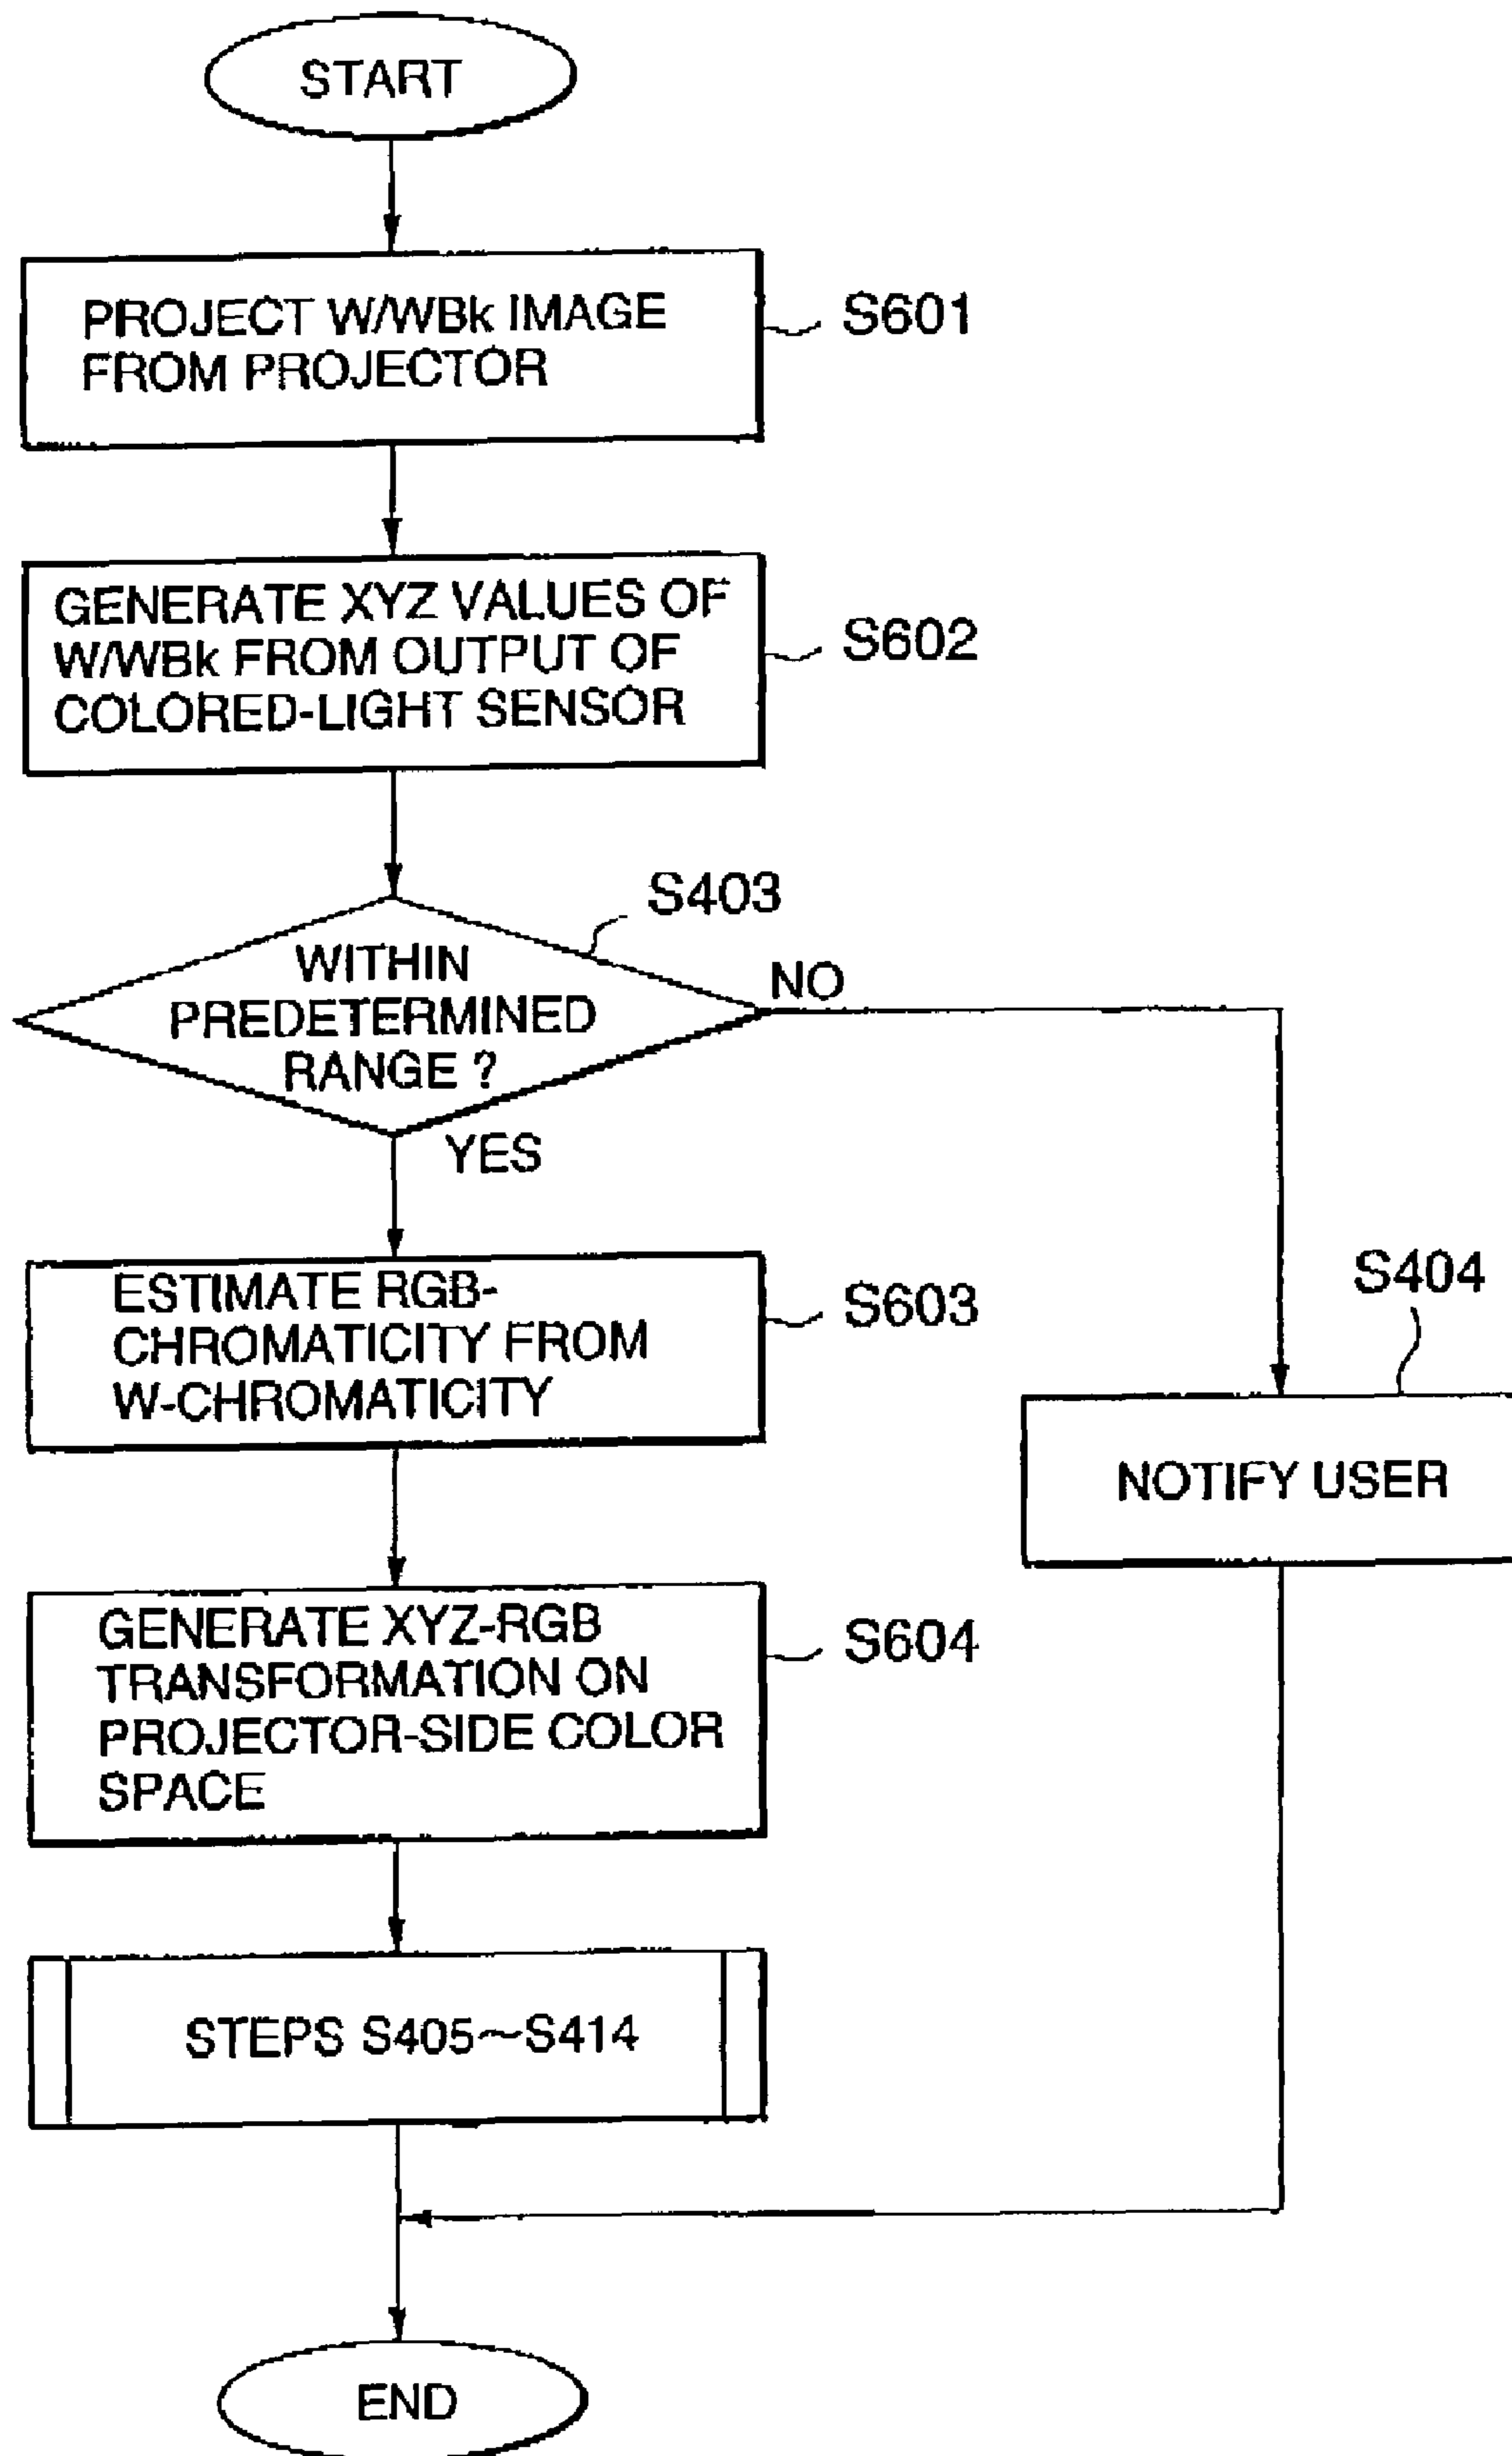 START
PROJECT W/WBk IMAGE
FROM PROJECTOR
S601
GENERATE XYZ VALUES OF
W/WBk FROM OUTPUT OF
COLORED-LIGHT SENSOR
S602
S403
WITHIN
PREDETERMINED
RANGE ?
NO
YES
ESTIMATE RGB-
CHROMATICITY FROM
W-CHROMATICITY
S603
S404
NOTIFY USER
GENERATE XYZ-RGB
TRANSFORMATION ON
PROJECTOR-SIDE COLOR
SPACE
S604
STEPS S405~S414
END